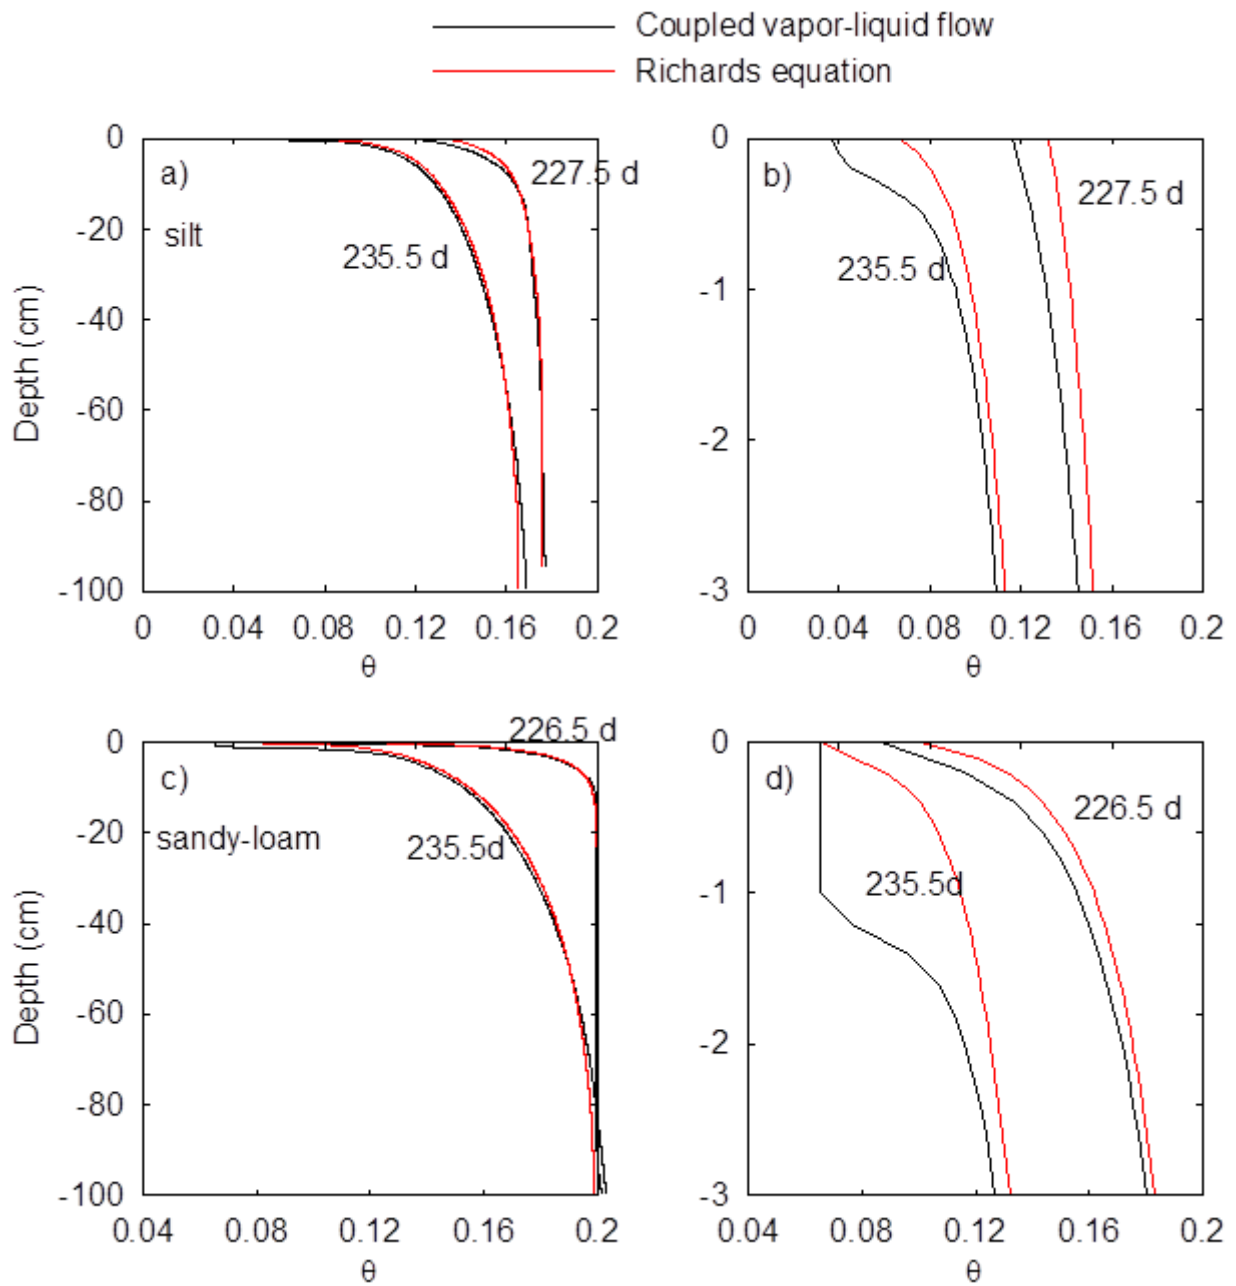 Coupled vapor-liquid flow
Richards equation
0
-20
-40
-60
-80
-100
Depth (cm)
a)
silt
227.5 d
235.5 d
0 0.04 0.08 0.12 0.16 0.2
θ
0
-1
-2
-3
b)
227.5 d
235.5 d
0 0.04 0.08 0.12 0.16 0.2
θ
0
-20
-40
-60
-80
-100
Depth (cm)
226.5 d
c)
sandy-loam
235.5d
0.04 0.08 0.12 0.16 0.2
θ
0
-1
-2
-3
d)
226.5 d
235.5d
0.04 0.08 0.12 0.16 0.2
θ